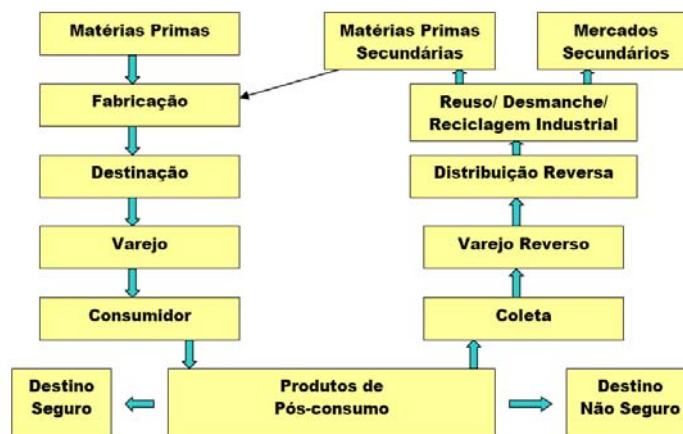 Matérias Primas
Fabricação
Destinação
Varejo
Consumidor
Destino
Seguro
Produtos de
Pós-consumo
Destino
Não Seguro
Coleta
Varejo Reverso
Distribuição Reversa
Reuso/ Desmanche/
Reciclagem Industrial
Matérias Primas
Secundárias
Mercados
Secundários